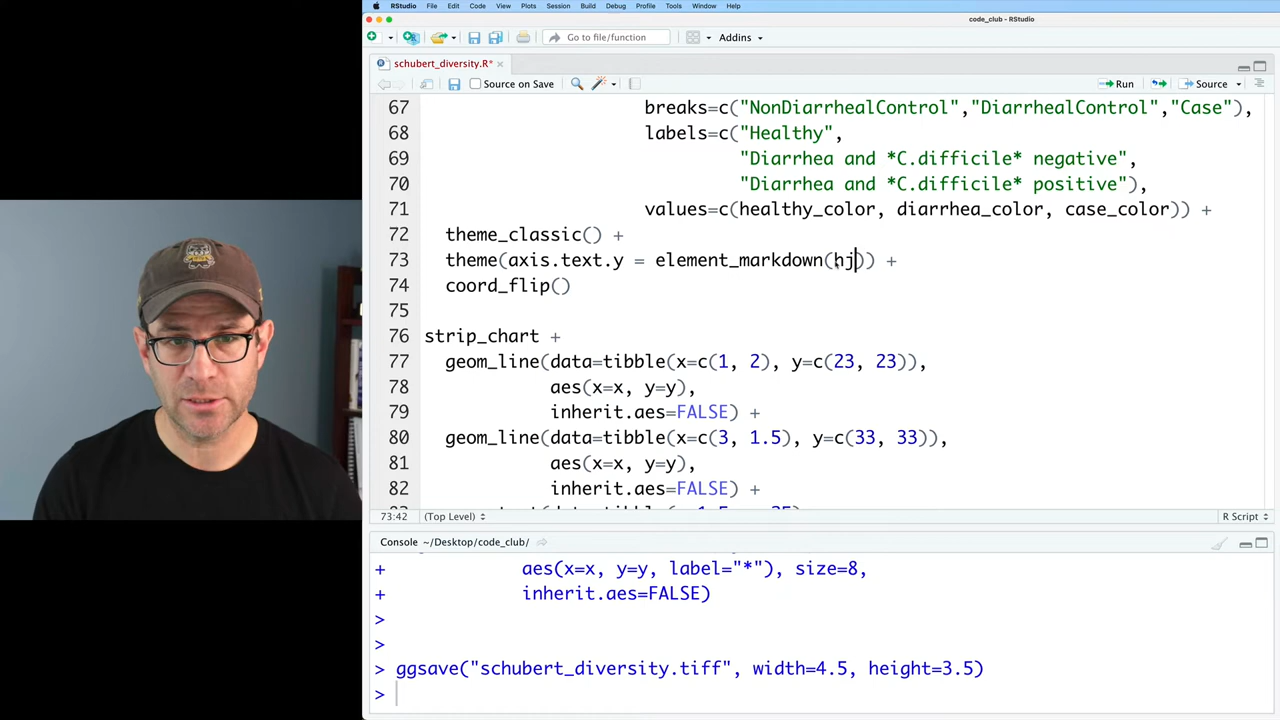 RStudio File Edit Code View Plots Session Build Debug Profile Tools Window Help
code_club - RStudio
Go to file/function Addins
schubert_diversity.R*
Source on Save Run Source
67 breaks=c("NonDiarrhealControl","DiarrhealControl","Case"),
68 labels=c("Healthy",
69 "Diarrhea and *C.difficile* negative",
70 "Diarrhea and *C.difficile* positive"),
71 values=c(healthy_color, diarrhea_color, case_color)) +
72 theme_classic() +
73 theme(axis.text.y = element_markdown(hj)) +
74 coord_flip()
75
76 strip_chart +
77 geom_line(data=tibble(x=c(1, 2), y=c(23, 23)),
78 aes(x=x, y=y),
79 inherit.aes=FALSE) +
80 geom_line(data=tibble(x=c(3, 1.5), y=c(33, 33)),
81 aes(x=x, y=y),
82 inherit.aes=FALSE) +
73:42 (Top Level) R Script
Console ~/Desktop/code_club/
+ aes(x=x, y=y, label="*"), size=8,
+ inherit.aes=FALSE)
>
>
> ggsave("schubert_diversity.tiff", width=4.5, height=3.5)
>